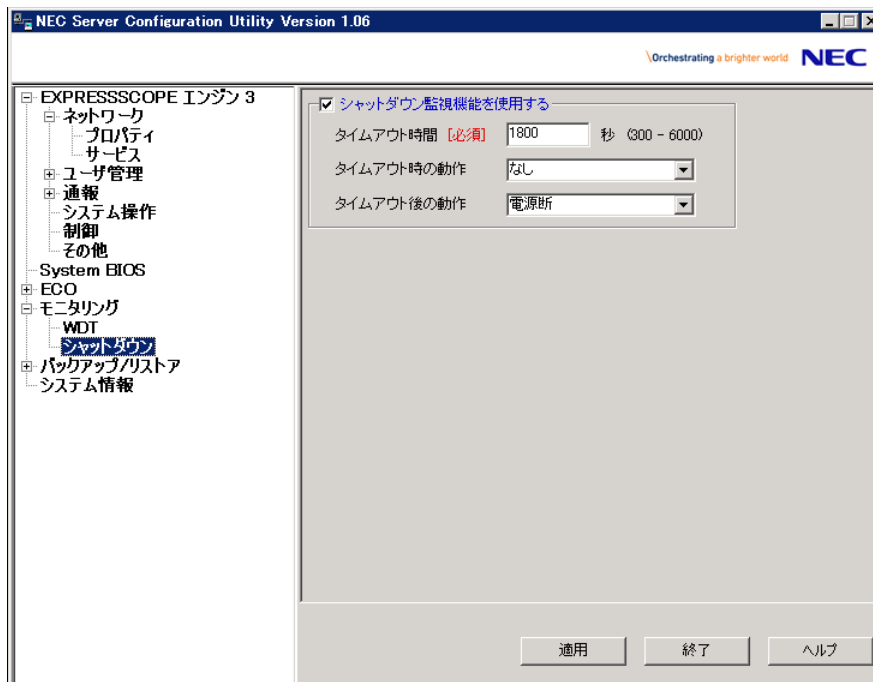 NEC Server Configuration Utility Version 1.06
\Orchestrating a brighter world NEC
EXPRESSSCOPE エンジン 3
ネットワーク
プロパティ
サービス
ユーザ管理
通報
システム操作
制御
その他
System BIOS
ECO
モニタリング
WDT
シャットダウン
バックアップ/リストア
システム情報
シャットダウン監視機能を使用する
タイムアウト時間 [必須] 1800 秒 (300 - 6000)
タイムアウト時の動作 なし
タイムアウト後の動作 電源断
適用 終了 ヘルプ